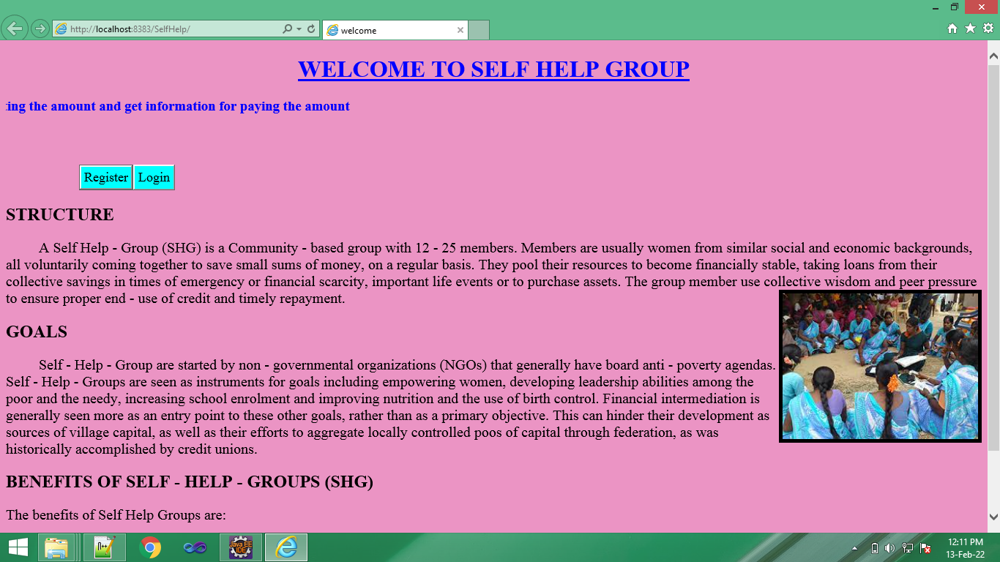 http://localhost:8383/SelfHelp/
welcome
WELCOME TO SELF HELP GROUP
ing the amount and get information for paying the amount
Register Login
STRUCTURE
A Self Help - Group (SHG) is a Community - based group with 12 - 25 members. Members are usually women from similar social and economic backgrounds,
all voluntarily coming together to save small sums of money, on a regular basis. They pool their resources to become financially stable, taking loans from their
collective savings in times of emergency or financial scarcity, important life events or to purchase assets. The group member use collective wisdom and peer pressure
to ensure proper end - use of credit and timely repayment.
GOALS
Self - Help - Group are started by non - governmental organizations (NGOs) that generally have board anti - poverty agendas.
Self - Help - Groups are seen as instruments for goals including empowering women, developing leadership abilities among the
poor and the needy, increasing school enrolment and improving nutrition and the use of birth control. Financial intermediation is
generally seen more as an entry point to these other goals, rather than as a primary objective. This can hinder their development as
sources of village capital, as well as their efforts to aggregate locally controlled poos of capital through federation, as was
historically accomplished by credit unions.
BENEFITS OF SELF - HELP - GROUPS (SHG)
The benefits of Self Help Groups are:
Java EE
IDE
12:11 PM
13-Feb-22